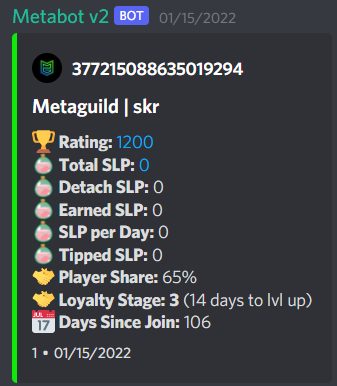 Metabot v2 BOT 01/15/2022
377215088635019294
Metaguild | skr
Rating: 1200
Total SLP: 0
Detach SLP: 0
Earned SLP: 0
SLP per Day: 0
Tipped SLP: 0
Player Share: 65%
Loyalty Stage: 3 (14 days to lvl up)
JUL 17 Days Since Join: 106
1 • 01/15/2022